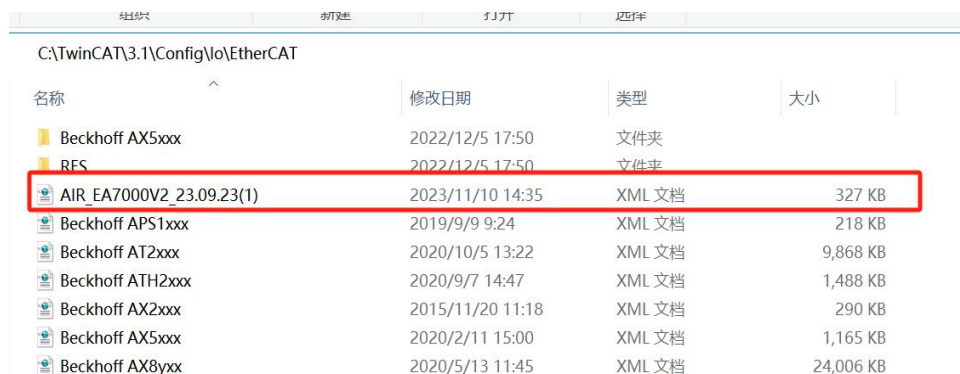 组织 新建 打开 选择
C:\TwinCAT\3.1\Config\Io\EtherCAT
名称 修改日期 类型 大小
Beckhoff AX5xxx 2022/12/5 17:50 文件夹
RES 2022/12/5 17:50 文件夹
AIR_EA7000V2_23.09.23(1) 2023/11/10 14:35 XML 文档 327 KB
Beckhoff APS1xxx 2019/9/9 9:24 XML 文档 218 KB
Beckhoff AT2xxx 2020/10/5 13:22 XML 文档 9,868 KB
Beckhoff ATH2xxx 2020/9/7 14:47 XML 文档 1,488 KB
Beckhoff AX2xxx 2015/11/20 11:18 XML 文档 290 KB
Beckhoff AX5xxx 2020/2/11 15:00 XML 文档 1,165 KB
Beckhoff AX8yxx 2020/5/13 11:45 XML 文档 24,006 KB